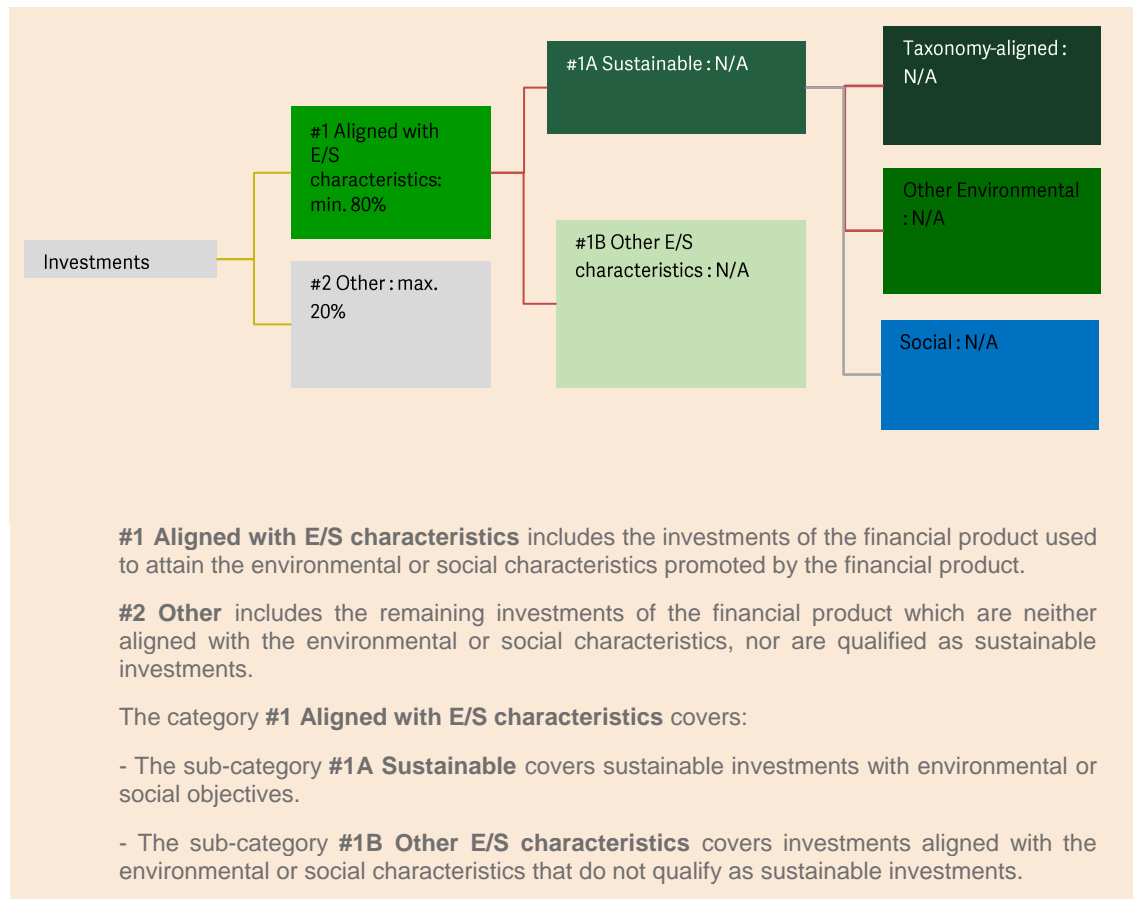 Investments
#1 Aligned with
E/S
characteristics:
min. 80%
#2 Other : max.
20%
#1A Sustainable : N/A
#1B Other E/S
characteristics : N/A
Taxonomy-aligned :
N/A
Other Environmental
: N/A
Social : N/A
#1 Aligned with E/S characteristics includes the investments of the financial product used
to attain the environmental or social characteristics promoted by the financial product.
#2 Other includes the remaining investments of the financial product which are neither
aligned with the environmental or social characteristics, nor are qualified as sustainable
investments.
The category #1 Aligned with E/S characteristics covers:
- The sub-category #1A Sustainable covers sustainable investments with environmental or
social objectives.
- The sub-category #1B Other E/S characteristics covers investments aligned with the
environmental or social characteristics that do not qualify as sustainable investments.